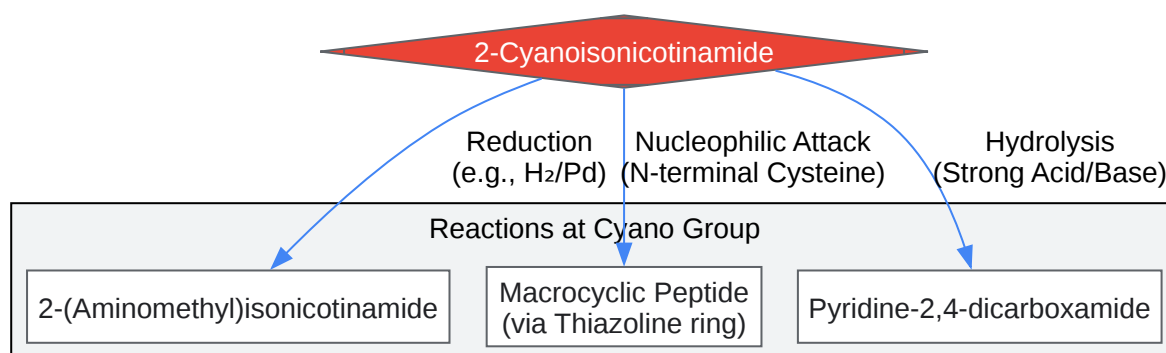 2-Cyanoisonicotinamide
Reduction
(e.g., H₂/Pd)
Nucleophilic Attack
(N-terminal Cysteine)
Hydrolysis
(Strong Acid/Base)
Reactions at Cyano Group
2-(Aminomethyl)isonicotinamide
Macrocyclic Peptide
(via Thiazoline ring)
Pyridine-2,4-dicarboxamide